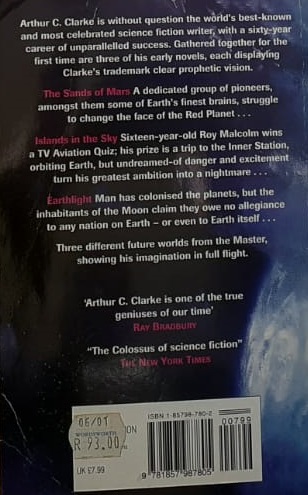 Arthur C. Clarke is without question the world's best-known
and most celebrated science fiction writer, with a sixty-year
career of unparallelled success. Gathered together for the
first time are three of his early novels, each displaying
Clarke's trademark clear prophetic vision.
The Sands of Mars A dedicated group of pioneers,
amongst them some of Earth's finest brains, struggle
to change the face of the Red Planet . . .
Islands in the Sky Sixteen-year-old Roy Malcolm wins
a TV Aviation Quiz; his prize is a trip to the Inner Station,
orbiting Earth, but undreamed-of danger and excitement
turn his greatest ambition into a nightmare . . .
Earthlight Man has colonised the planets, but the
inhabitants of the Moon claim they owe no allegiance
to any nation on Earth – or even to Earth itself . . .
Three different future worlds from the Master,
showing his imagination in full flight.
'Arthur C. Clarke is one of the true
geniuses of our time'
RAY BRADBURY
"The Colossus of science fiction"
THE NEW YORK TIMES
ISBN 1-85798-780-2
00799
06/01
R 93.00
UK £7.99
9 781857 987805